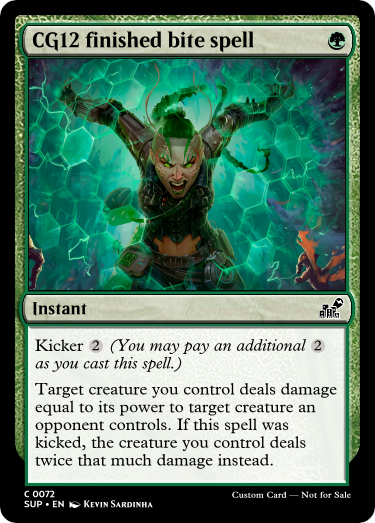 CG12 finished bite spell
Instant
Kicker 2 (You may pay an additional 2
as you cast this spell.)
Target creature you control deals damage
equal to its power to target creature an
opponent controls. If this spell was
kicked, the creature you control deals
twice that much damage instead.
C 0072
SUP • EN Kevin Sardinha
Custom Card — Not for Sale